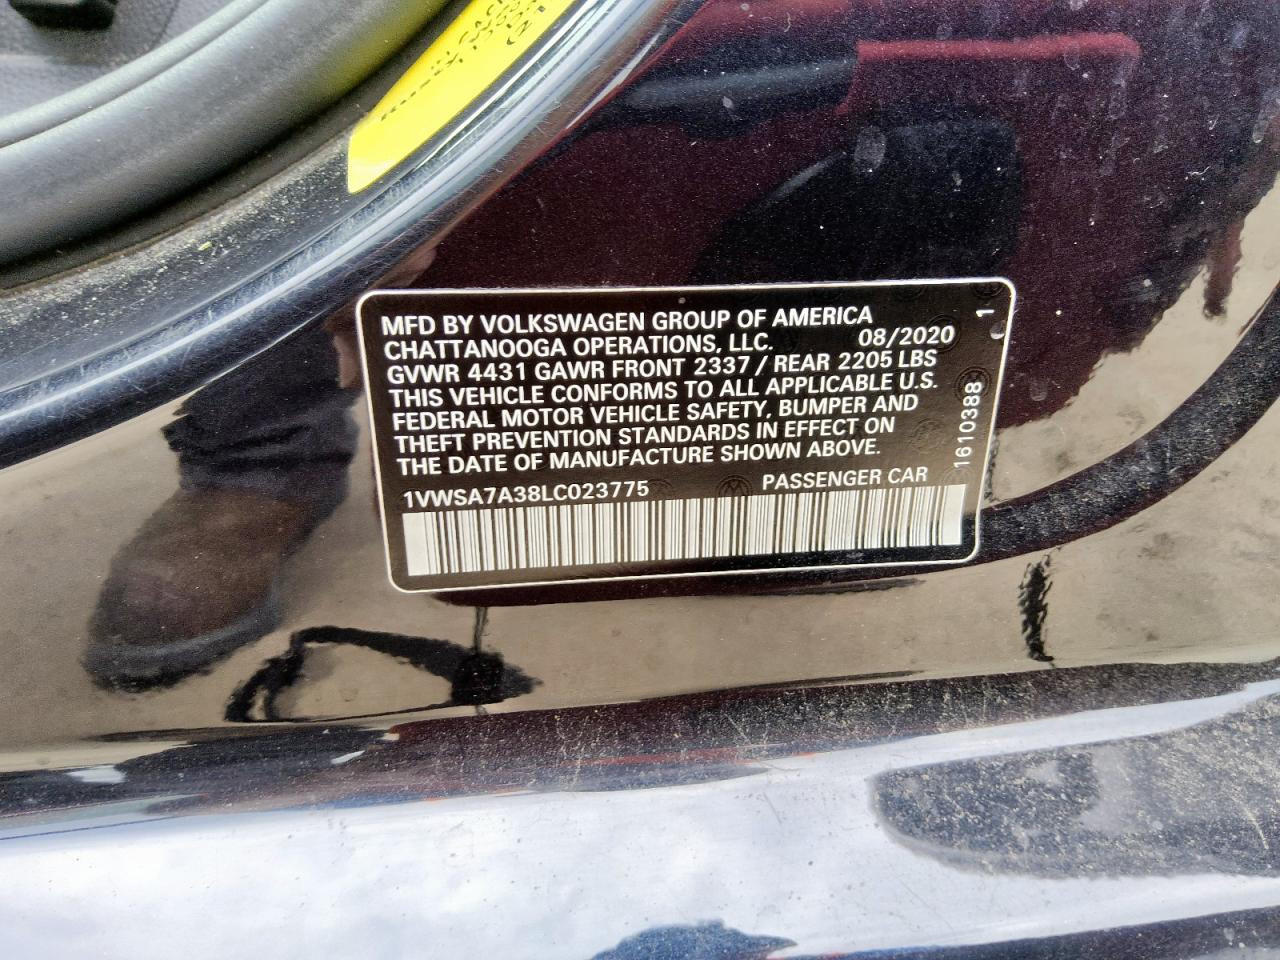 MFD BY VOLKSWAGEN GROUP OF AMERICA
CHATTANOOGA OPERATIONS, LLC. 08/2020
GVWR 4431 GAWR FRONT 2337 / REAR 2205 LBS
THIS VEHICLE CONFORMS TO ALL APPLICABLE U.S.
FEDERAL MOTOR VEHICLE SAFETY, BUMPER AND
THEFT PREVENTION STANDARDS IN EFFECT ON
THE DATE OF MANUFACTURE SHOWN ABOVE.
1VWSA7A38LC023775 PASSENGER CAR
1610388 1